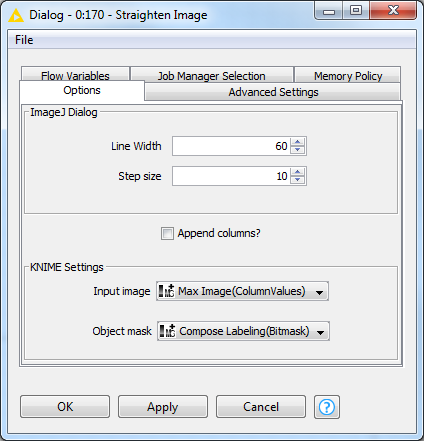 Dialog - 0:170 - Straighten Image
File
Flow Variables Job Manager Selection Memory Policy
Options Advanced Settings
ImageJ Dialog
Line Width 60
Step size 10
Append columns?
KNIME Settings
Input image Max Image(ColumnValues)
Object mask Compose Labeling(Bitmask)
OK Apply Cancel ?